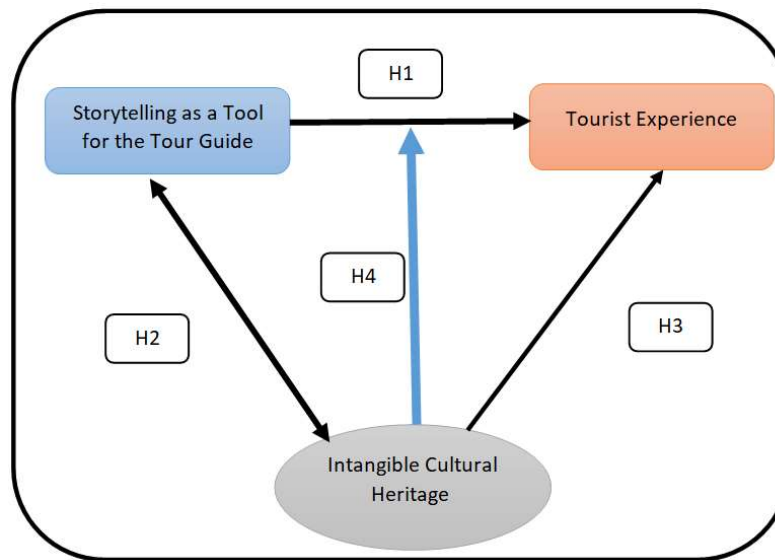 H1
Storytelling as a Tool
for the Tour Guide
Tourist Experience
H4
H2
H3
Intangible Cultural
Heritage